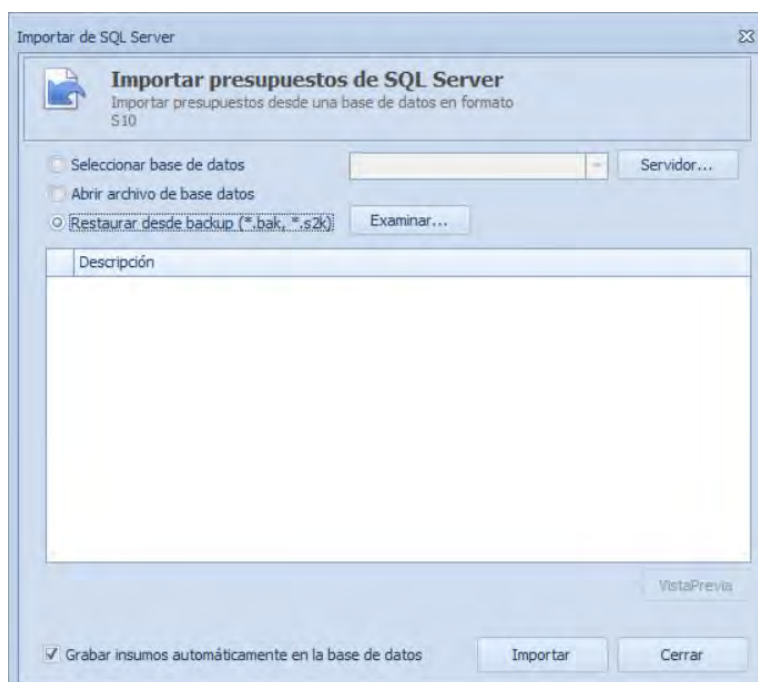 Importar de SQL Server
Importar presupuestos de SQL Server
Importar presupuestos desde una base de datos en formato
S10
Seleccionar base de datos
Servidor...
Abrir archivo de base datos
Restaurar desde backup (*.bak, *.s2k)
Examinar...
Descripción
VistaPrevia
Grabar insumos automáticamente en la base de datos
Importar
Cerrar